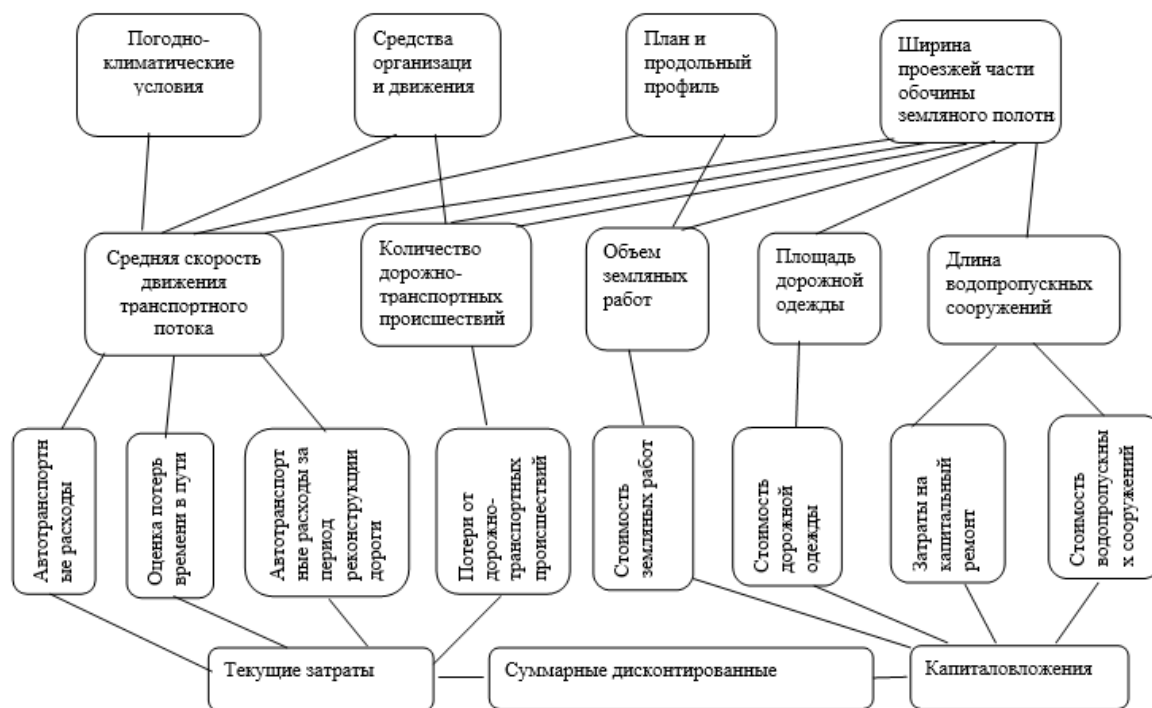 Погодно-
климатические
условия
Средства
организаци
и движения
План и
продольный
профиль
Ширина
проезжей части
обочины
земляного полотн
Средняя скорость
движения
транспортного
потока
Количество
дорожно-
транспортных
происшествий
Объем
земляных
работ
Площадь
дорожной
одежды
Длина
водопропускных
сооружений
Автотранспортн
ые расходы
Оценка потерь
времени в пути
Автотранспорт
ные расходы за
период
реконструкции
дороги
Потери от
дорожно-
транспортных
происшествий
Стоимость
земляных работ
Стоимость
дорожной
одежды
Затраты на
капитальный
ремонт
Стоимость
водопропускны
х сооружений
Текущие затраты
Суммарные дисконтированные
Капиталовложения